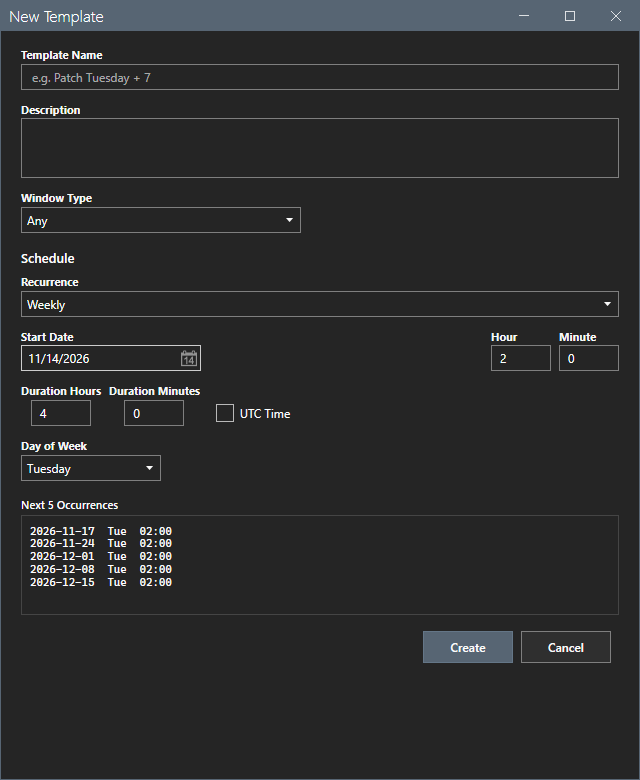 New Template
Template Name
e.g. Patch Tuesday + 7
Description
Window Type
Any
Schedule
Recurrence
Weekly
Start Date Hour Minute
11/14/2026 14 2 0
Duration Hours Duration Minutes
4 0 UTC Time
Day of Week
Tuesday
Next 5 Occurrences
2026-11-17 Tue 02:00
2026-11-24 Tue 02:00
2026-12-01 Tue 02:00
2026-12-08 Tue 02:00
2026-12-15 Tue 02:00
Create Cancel